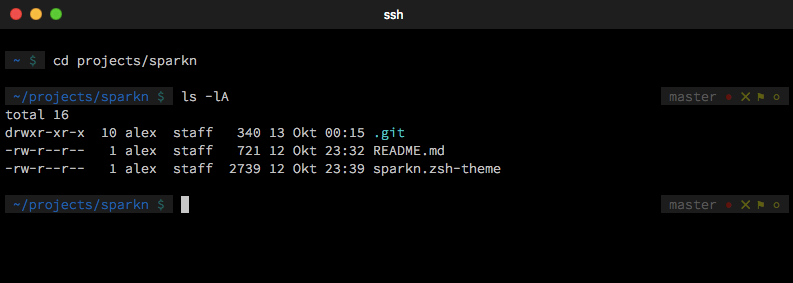 ssh
~ $ cd projects/sparkn
~/projects/sparkn $ ls -lA master ● ✕ ⚑ ○
total 16
drwxr-xr-x  10 alex  staff   340 13 Okt 00:15 .git
-rw-r--r--   1 alex  staff   721 12 Okt 23:32 README.md
-rw-r--r--   1 alex  staff  2739 12 Okt 23:39 sparkn.zsh-theme
~/projects/sparkn $ master ● ✕ ⚑ ○